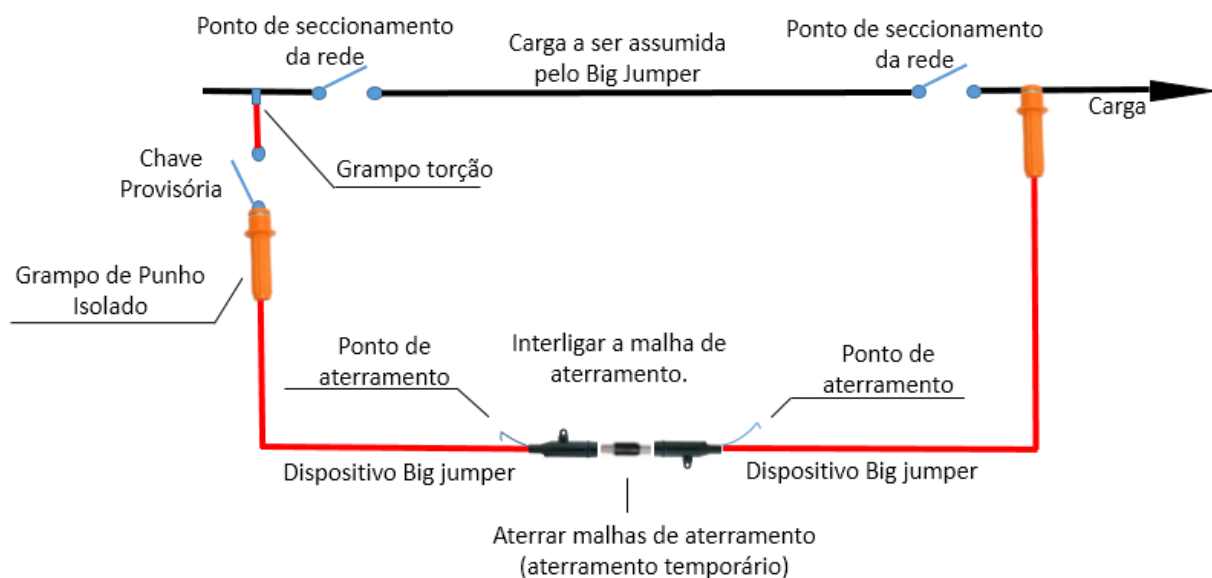 Ponto de seccionamento
da rede
Carga a ser assumida
pelo Big Jumper
Ponto de seccionamento
da rede
Carga
Chave
Provisória
Grampo torção
Grampo de Punho
Isolado
Ponto de
aterramento
Interligar a malha de
aterramento.
Ponto de
aterramento
Dispositivo Big jumper
Dispositivo Big jumper
Aterrar malhas de aterramento
(aterramento temporário)